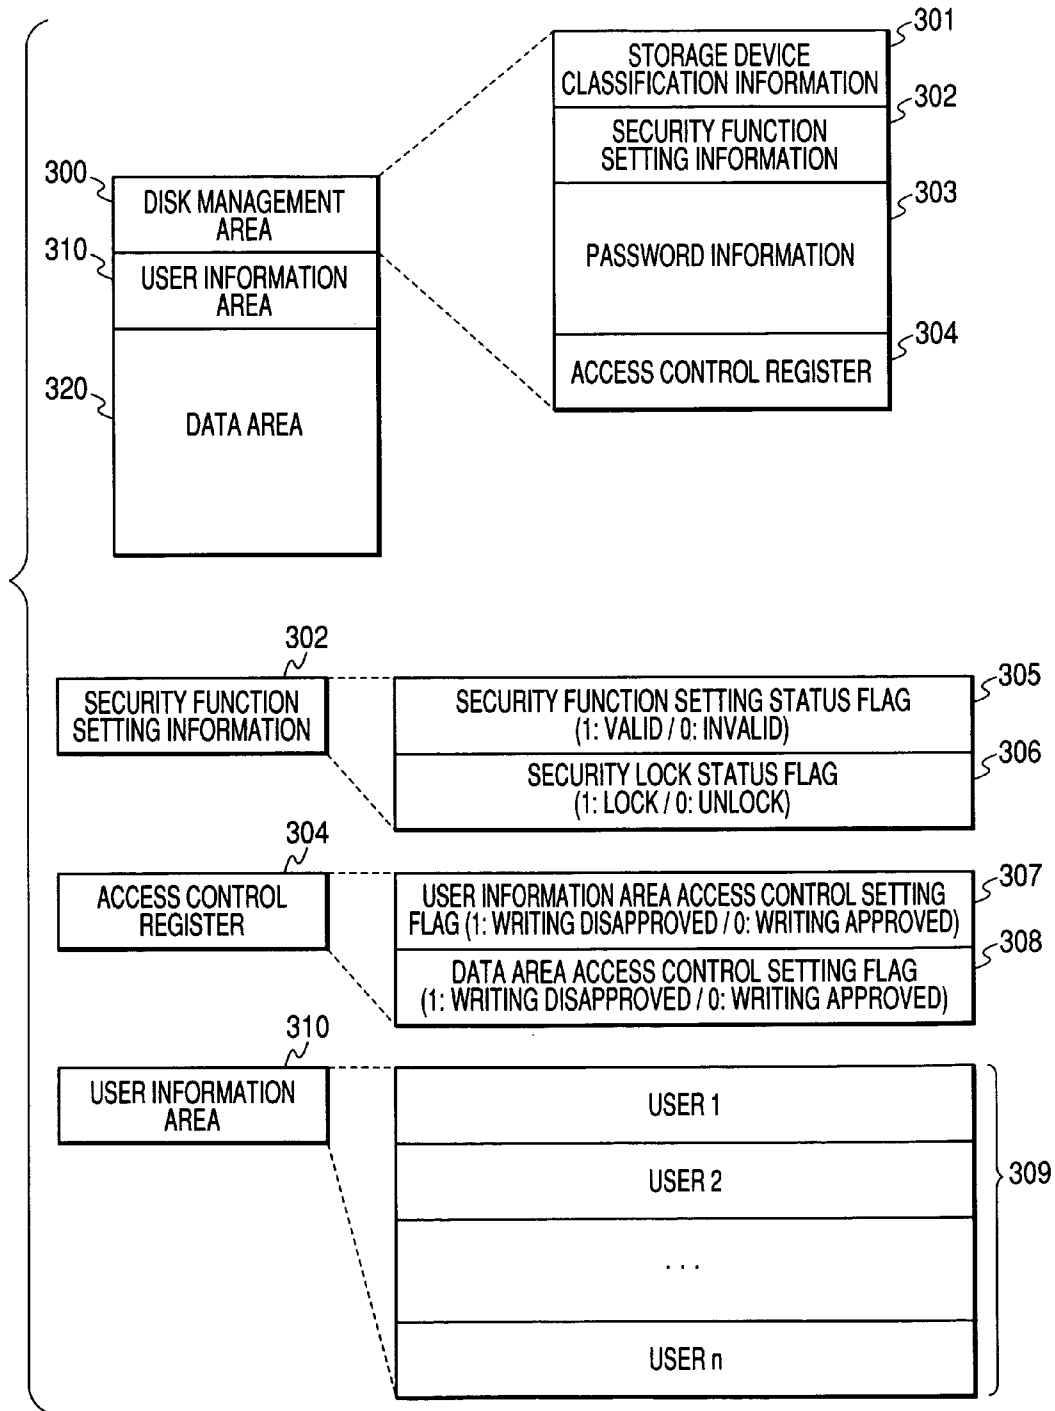 301
STORAGE DEVICE
CLASSIFICATION INFORMATION
302
SECURITY FUNCTION
SETTING INFORMATION
303
PASSWORD INFORMATION
304
ACCESS CONTROL REGISTER
300
DISK MANAGEMENT
AREA
310
USER INFORMATION
AREA
320
DATA AREA
302
SECURITY FUNCTION
SETTING INFORMATION
305
SECURITY FUNCTION SETTING STATUS FLAG
(1: VALID / 0: INVALID)
306
SECURITY LOCK STATUS FLAG
(1: LOCK / 0: UNLOCK)
304
ACCESS CONTROL
REGISTER
307
USER INFORMATION AREA ACCESS CONTROL SETTING
FLAG (1: WRITING DISAPPROVED / 0: WRITING APPROVED)
308
DATA AREA ACCESS CONTROL SETTING FLAG
(1: WRITING DISAPPROVED / 0: WRITING APPROVED)
310
USER INFORMATION
AREA
USER 1
USER 2
. . .
USER n
309